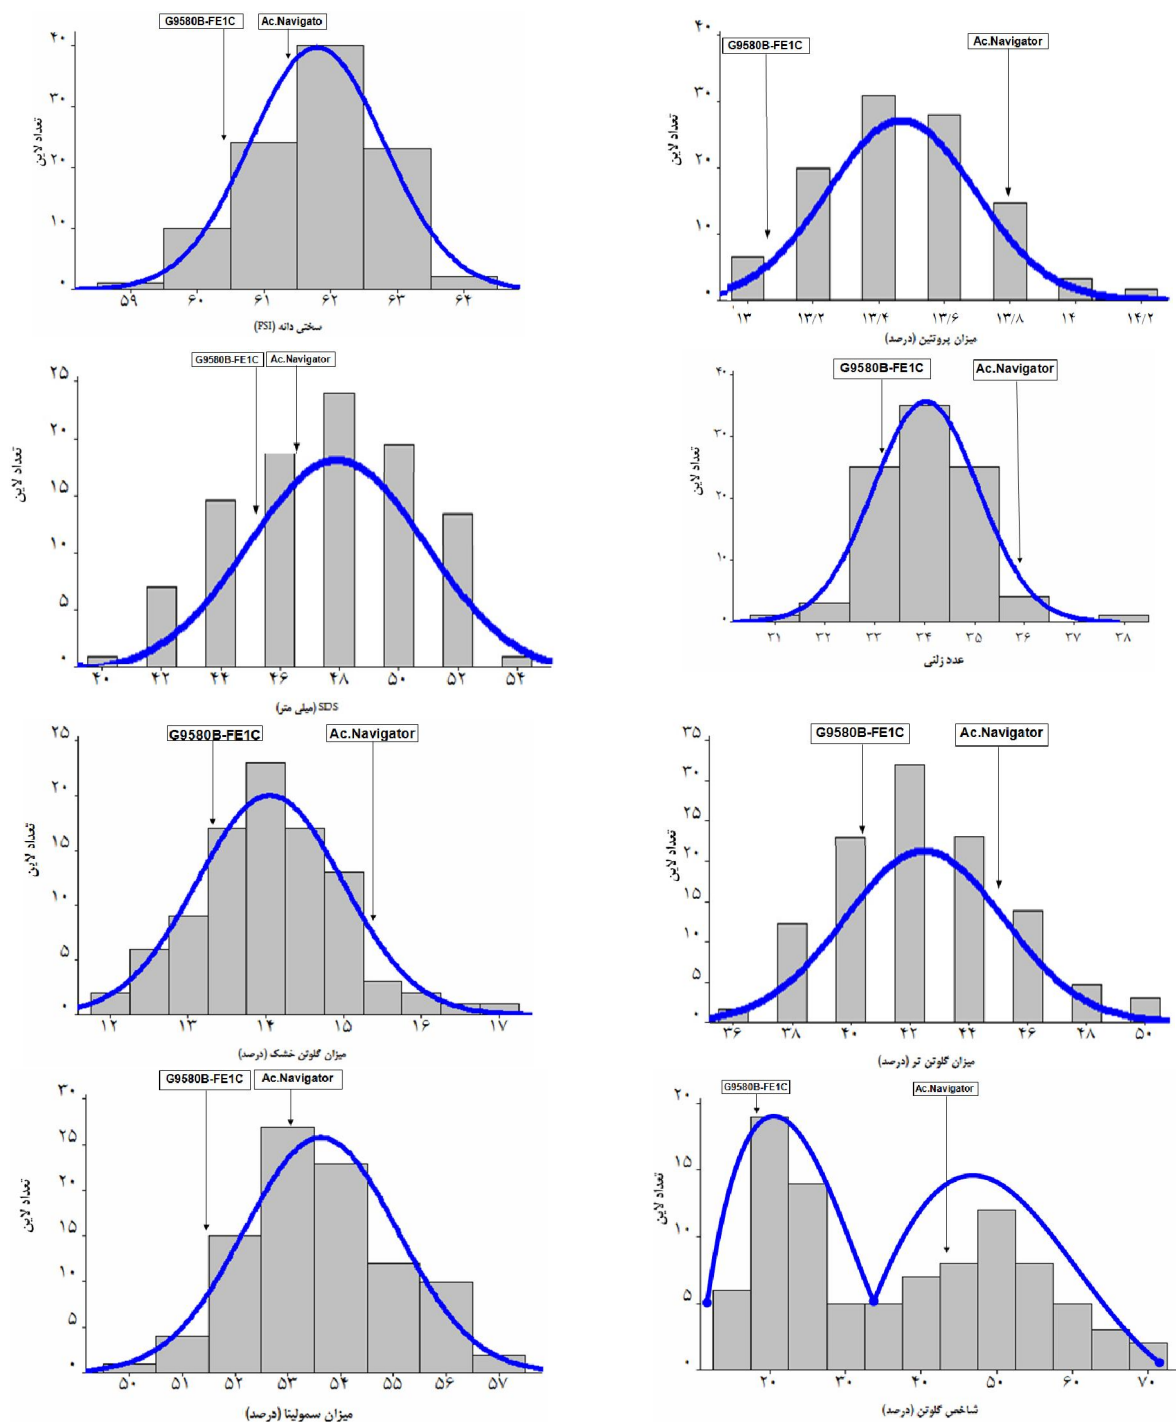 G9580B-FE1C
Ac.Navigato
۴۰
۳۰
۲۰
۱۰
۰
تعداد لاین
۵۹ ۶۰ ۶۱ ۶۲ ۶۳ ۶۴
سختی دانه (PSI)
G9580B-FE1C
Ac.Navigator
۴۰
۳۰
۲۰
۱۰
۰
تعداد لاین
۱۳ ۱۳/۲ ۱۳/۴ ۱۳/۶ ۱۳/۸ ۱۴ ۱۴/۲
میزان پروتئین (درصد)
G9580B-FE1C
Ac.Navigator
۲۵
۲۰
۱۵
۱۰
۵
۰
تعداد لاین
۴۰ ۴۲ ۴۴ ۴۶ ۴۸ ۵۰ ۵۲ ۵۴
SDS (میلی متر)
G9580B-FE1C
Ac.Navigator
۴۰
۳۰
۲۰
۱۰
۰
تعداد لاین
۳۱ ۳۲ ۳۳ ۳۴ ۳۵ ۳۶ ۳۷ ۳۸
عدد زلنی
G9580B-FE1C
Ac.Navigator
۲۵
۲۰
۱۵
۱۰
۵
۰
تعداد لاین
۱۲ ۱۳ ۱۴ ۱۵ ۱۶ ۱۷
میزان گلوتن خشک (درصد)
G9580B-FE1C
Ac.Navigator
۳۵
۳۰
۲۵
۲۰
۱۵
۱۰
۵
۰
تعداد لاین
۳۶ ۳۸ ۴۰ ۴۲ ۴۴ ۴۶ ۴۸ ۵۰
میزان گلوتن تر (درصد)
G9580B-FE1C
Ac.Navigator
۳۰
۲۵
۲۰
۱۵
۱۰
۵
۰
تعداد لاین
۵۰ ۵۱ ۵۲ ۵۳ ۵۴ ۵۵ ۵۶ ۵۷
میزان سمولینا (درصد)
G9580B-FE1C
Ac.Navigator
۲۰
۱۵
۱۰
۵
۰
تعداد لاین
۲۰ ۳۰ ۴۰ ۵۰ ۶۰ ۷۰
شاخص گلوتن (درصد)